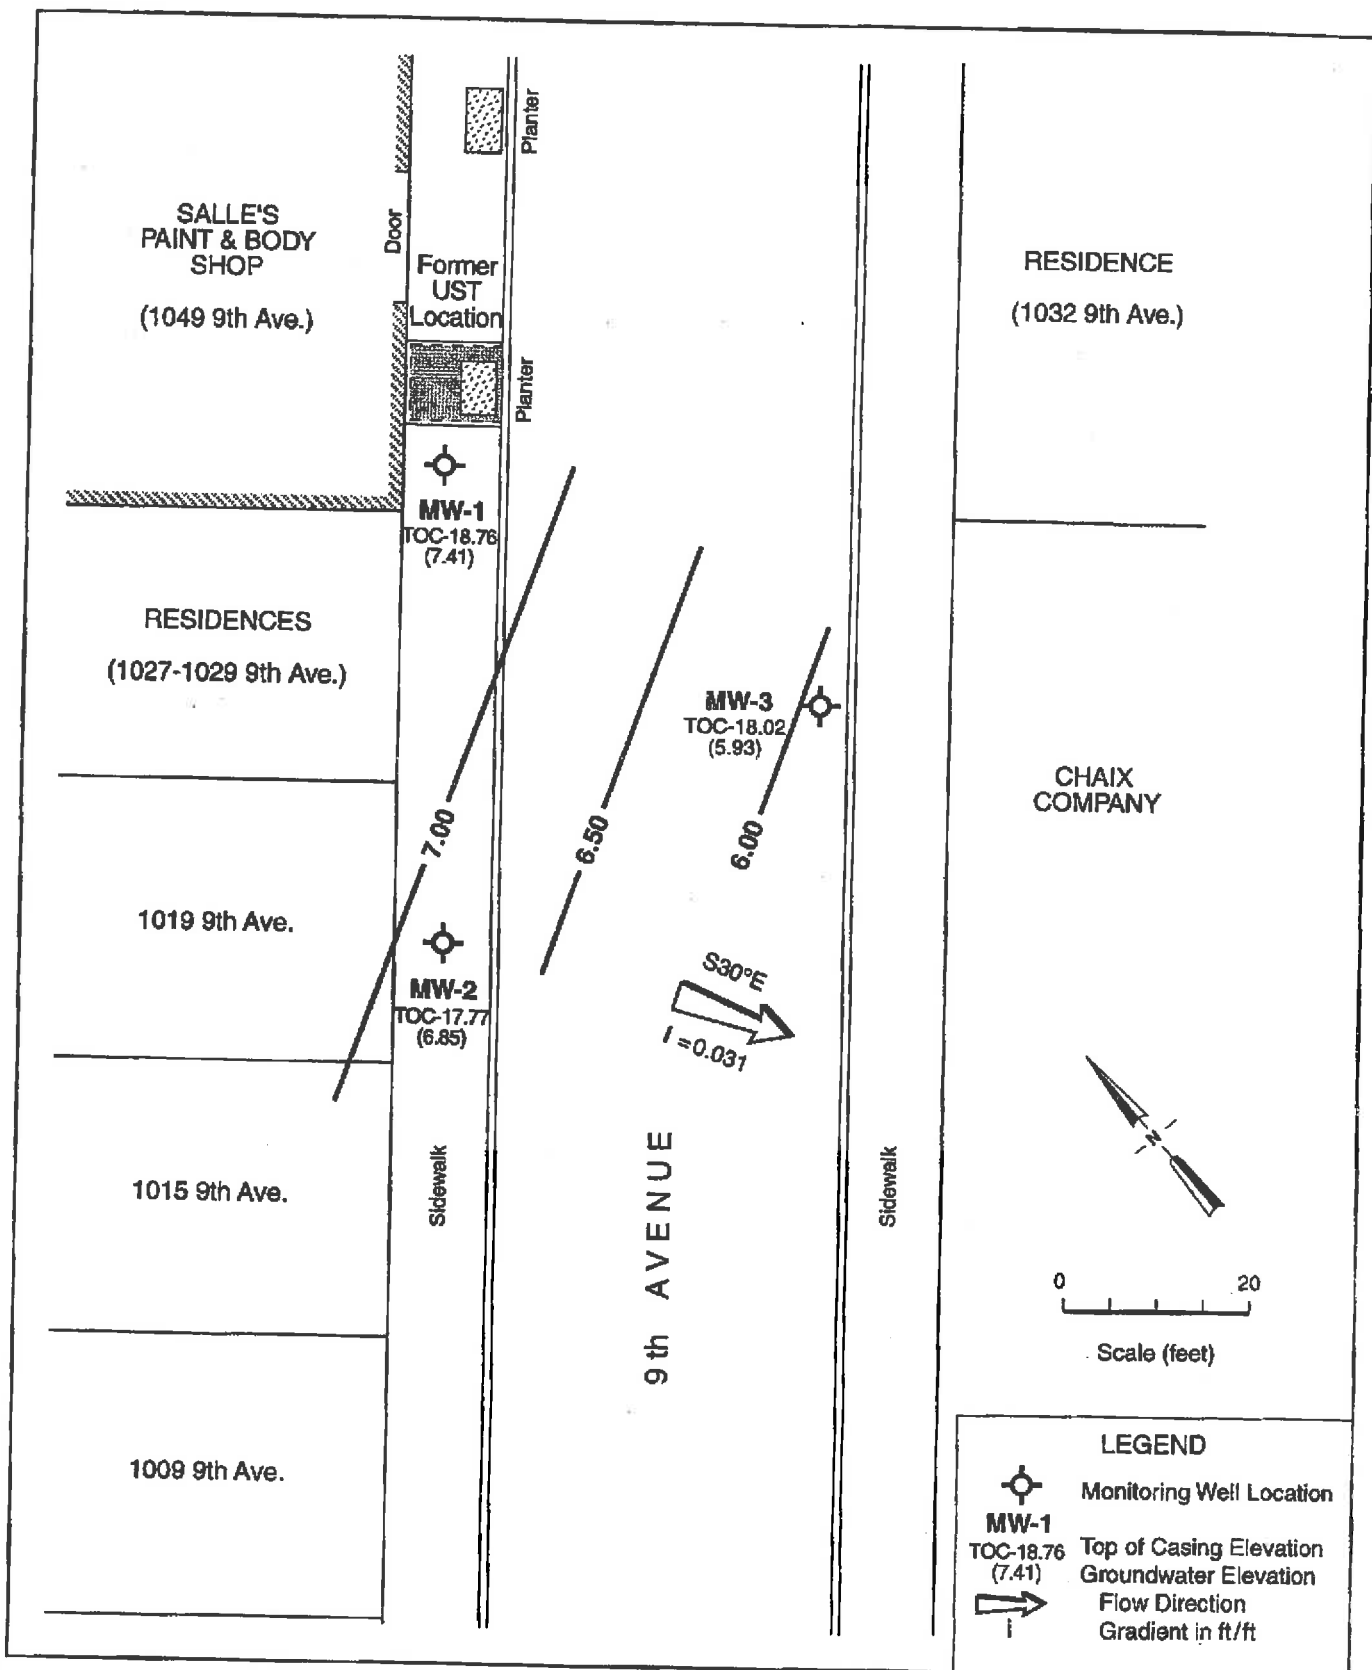 Planter
SALLE'S
PAINT & BODY
SHOP
(1049 9th Ave.)
Door
Former
UST
Location
Planter
RESIDENCE
(1032 9th Ave.)
MW-1
TOC-18.76
(7.41)
RESIDENCES
(1027-1029 9th Ave.)
MW-3
TOC-18.02
(5.93)
CHAIX
COMPANY
7.00
6.50
6.00
1019 9th Ave.
MW-2
TOC-17.77
(6.85)
S30°E
I = 0.031
N
1015 9th Ave.
Sidewalk
9th AVENUE
Sidewalk
0 20
Scale (feet)
1009 9th Ave.
LEGEND
Monitoring Well Location
MW-1
TOC-18.76 Top of Casing Elevation
(7.41) Groundwater Elevation
Flow Direction
i Gradient in ft/ft